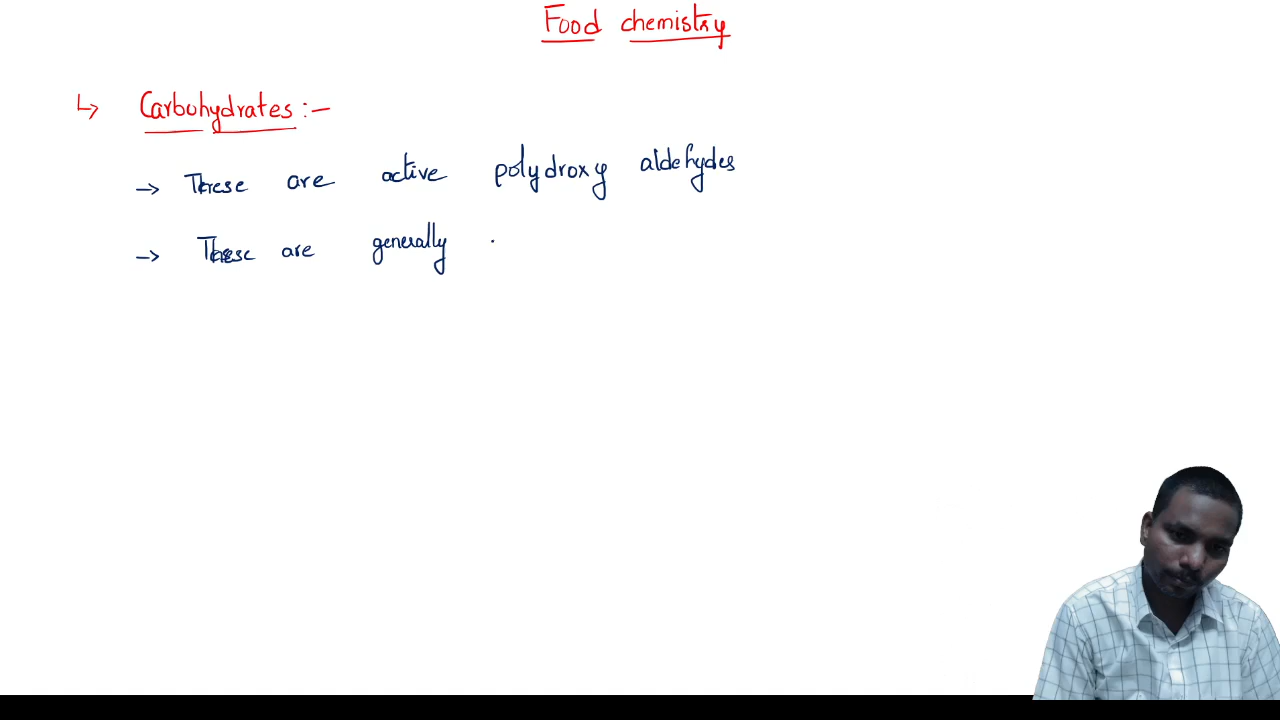 Food chemistry
↳ Carbohydrates :-
→ These are active polydroxy aldehydes
→ These are generally